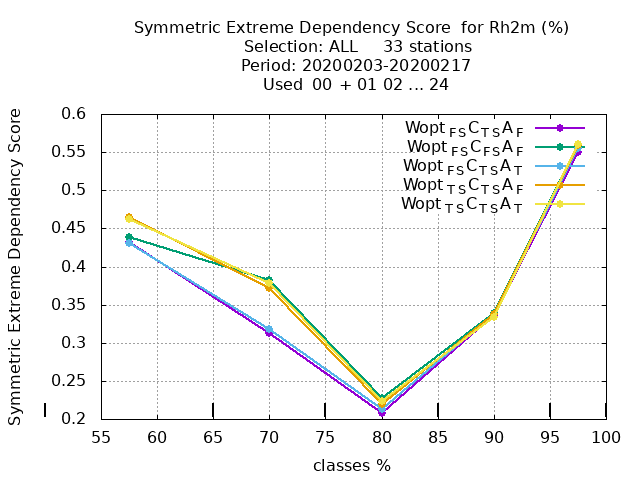 Symmetric Extreme Dependency Score for Rh2m (%)
Selection: ALL 33 stations
Period: 20200203-20200217
Used 00 + 01 02 ... 24
Symmetric Extreme Dependency Score
0.6
0.55
0.5
0.45
0.4
0.35
0.3
0.25
0.2
Wopt FS C TS A F
Wopt FS C FS A F
Wopt FS C TS A T
Wopt TS C TS A F
Wopt TS C TS A T
55 60 65 70 75 80 85 90 95 100
classes %